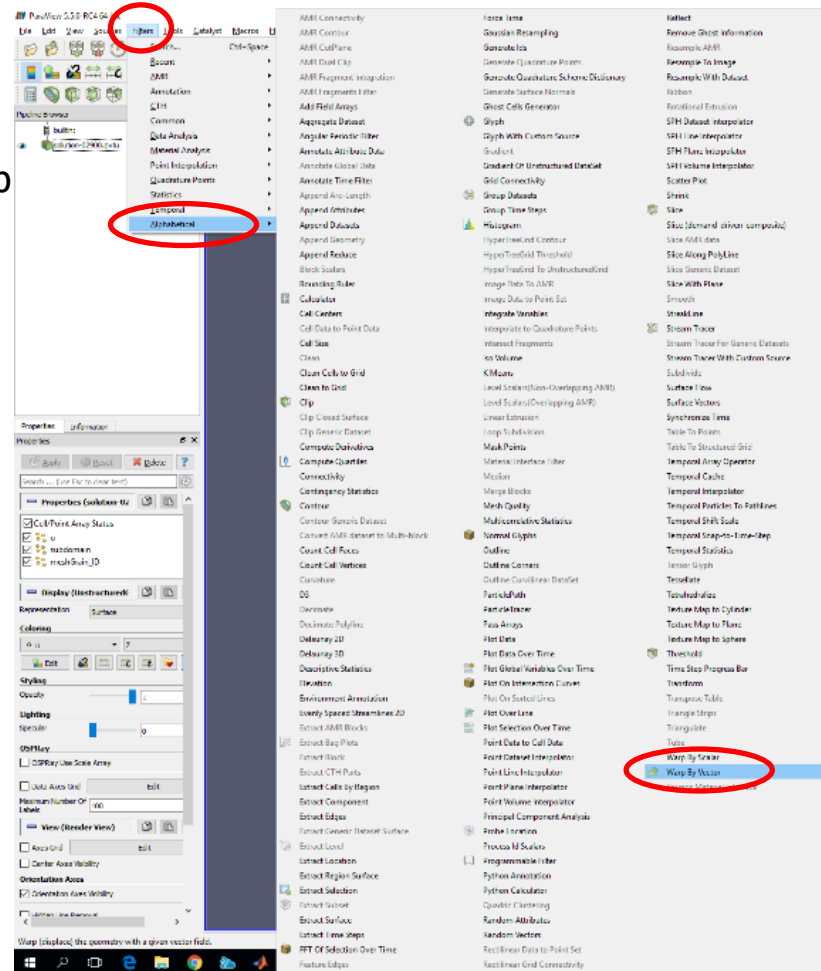 ParaView 5.5.0-RC4 64-bit
File Edit View Sources Filters Tools Catalyst Macros
Search... Ctrl+Space
Recent
AMR
Annotation
CTH
Common
Data Analysis
Material Analysis
Point Interpolation
Quadrature Points
Statistics
Temporal
Alphabetical
Pipeline Browser
builtin:
solution-02900.pvtu
Properties Information
Properties
Apply Reset Delete ?
Search ... (use Esc to clear text)
Properties (solution-02
Cell/Point Array Status
u
subdomain
meshGrain_ID
Display (Unstructured
Representation Surface
Coloring
u Z
Edit
Styling
Opacity 1
Lighting
Specular 0
OSPRay
OSPRay Use Scale Array
Data Axes Grid Edit
Maximum Number Of Labels 100
View (Render View)
Axes Grid Edit
Center Axes Visibility
Orientation Axes
Orientation Axes Visibility
Hidden Line Removal
Warp (displace) the geometry with a given vector field.
AMR Connectivity
AMR Contour
AMR CutPlane
AMR Dual Clip
AMR Fragment Integration
AMR Fragments Filter
Add Field Arrays
Aggregate Dataset
Angular Periodic Filter
Annotate Attribute Data
Annotate Global Data
Annotate Time Filter
Append Arc-Length
Append Attributes
Append Datasets
Append Geometry
Append Reduce
Block Scalars
Bounding Ruler
Calculator
Cell Centers
Cell Data to Point Data
Cell Size
Clean
Clean Cells to Grid
Clean to Grid
Clip
Clip Closed Surface
Clip Generic Dataset
Compute Derivatives
Compute Quartiles
Connectivity
Contingency Statistics
Contour
Contour Generic Dataset
Convert AMR dataset to Multi-block
Count Cell Faces
Count Cell Vertices
Curvature
D3
Decimate
Decimate Polyline
Delaunay 2D
Delaunay 3D
Descriptive Statistics
Elevation
Environment Annotation
Evenly Spaced Streamlines 2D
Extract AMR Blocks
Extract Bag Plots
Extract Block
Extract CTH Parts
Extract Cells By Region
Extract Component
Extract Edges
Extract Generic Dataset Surface
Extract Level
Extract Location
Extract Region Surface
Extract Selection
Extract Subset
Extract Surface
Extract Time Steps
FFT Of Selection Over Time
Feature Edges
Force Time
Gaussian Resampling
Generate Ids
Generate Quadrature Points
Generate Quadrature Scheme Dictionary
Generate Surface Normals
Ghost Cells Generator
Glyph
Glyph With Custom Source
Gradient
Gradient Of Unstructured DataSet
Grid Connectivity
Group Datasets
Group Time Steps
Histogram
HyperTreeGrid Contour
HyperTreeGrid Threshold
HyperTreeGrid To UnstructuredGrid
Image Data To AMR
Image Data to Point Set
Integrate Variables
Interpolate to Quadrature Points
Intersect Fragments
Iso Volume
K Means
Level Scalars(Non-Overlapping AMR)
Level Scalars(Overlapping AMR)
Linear Extrusion
Loop Subdivision
Mask Points
Material Interface Filter
Median
Merge Blocks
Mesh Quality
Multicorrelative Statistics
Normal Glyphs
Outline
Outline Corners
Outline Curvilinear DataSet
ParticlePath
ParticleTracer
Pass Arrays
Plot Data
Plot Data Over Time
Plot Global Variables Over Time
Plot On Intersection Curves
Plot On Sorted Lines
Plot Over Line
Plot Selection Over Time
Point Data to Cell Data
Point Dataset Interpolator
Point Line Interpolator
Point Plane Interpolator
Point Volume Interpolator
Principal Component Analysis
Probe Location
Process Id Scalars
Programmable Filter
Python Annotation
Python Calculator
Quadric Clustering
Random Attributes
Random Vectors
Rectilinear Data to Point Set
Rectilinear Grid Connectivity
Reflect
Remove Ghost Information
Resample AMR
Resample To Image
Resample With Dataset
Ribbon
Rotational Extrusion
SPH Dataset Interpolator
SPH Line Interpolator
SPH Plane Interpolator
SPH Volume Interpolator
Scatter Plot
Shrink
Slice
Slice (demand-driven-composite)
Slice AMR data
Slice Along PolyLine
Slice Generic Dataset
Slice With Plane
Smooth
StreakLine
Stream Tracer
Stream Tracer For Generic Datasets
Stream Tracer With Custom Source
Subdivide
Surface Flow
Surface Vectors
Synchronize Time
Table To Points
Table To Structured Grid
Temporal Array Operator
Temporal Cache
Temporal Interpolator
Temporal Particles To Pathlines
Temporal Shift Scale
Temporal Snap-to-Time-Step
Temporal Statistics
Tensor Glyph
Tessellate
Tetrahedralize
Texture Map to Cylinder
Texture Map to Plane
Texture Map to Sphere
Threshold
Time Step Progress Bar
Transform
Transpose Table
Triangle Strips
Triangulate
Tube
Warp By Scalar
Warp By Vector